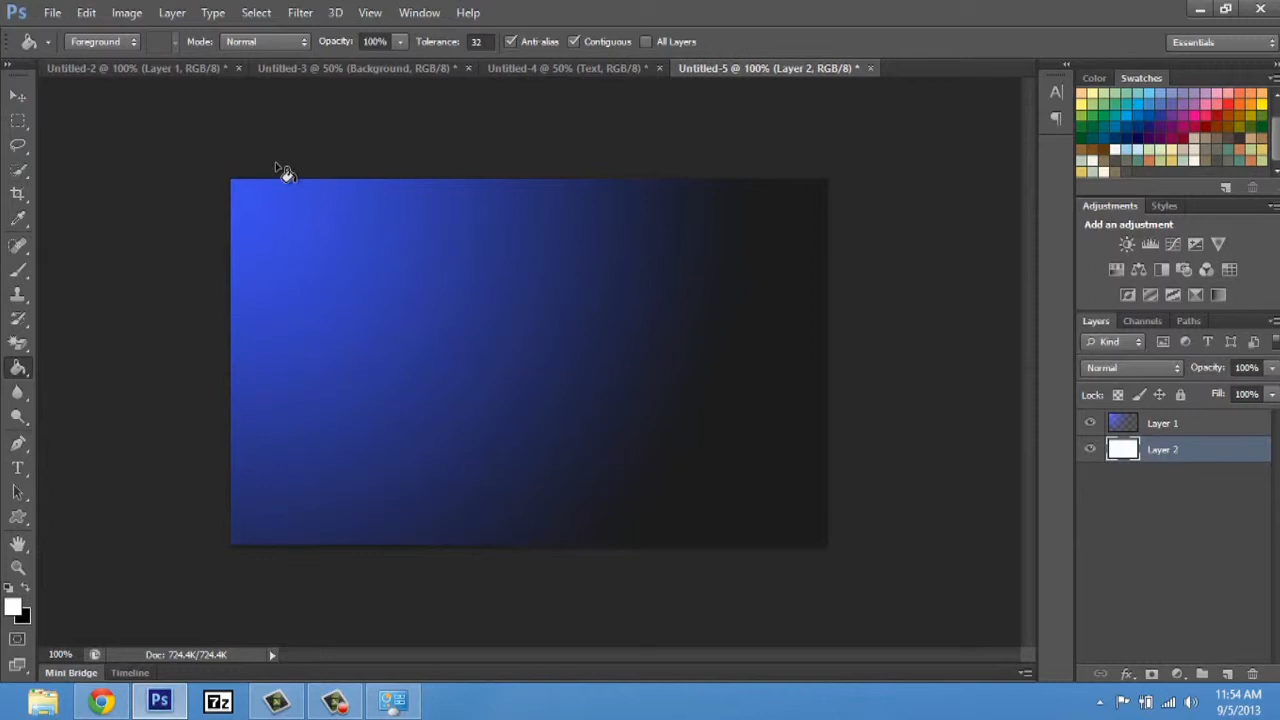 Ps File Edit Image Layer Type Select Filter 3D View Window Help
Foreground Mode: Normal Opacity: 100% Tolerance: 32 Anti-alias Contiguous All Layers Essentials
Untitled-2 @ 100% (Layer 1, RGB/8) * × Untitled-3 @ 50% (Background, RGB/8) * × Untitled-4 @ 50% (Text, RGB/8) * × Untitled-5 @ 100% (Layer 2, RGB/8) * ×
Color Swatches
A
Adjustments Styles
Add an adjustment
Layers Channels Paths
Kind
Normal Opacity: 100%
Lock: Fill: 100%
Layer 1
Layer 2
T
100% Doc: 724.4K/724.4K
Mini Bridge Timeline
Ps 7z
11:54 AM
9/5/2013